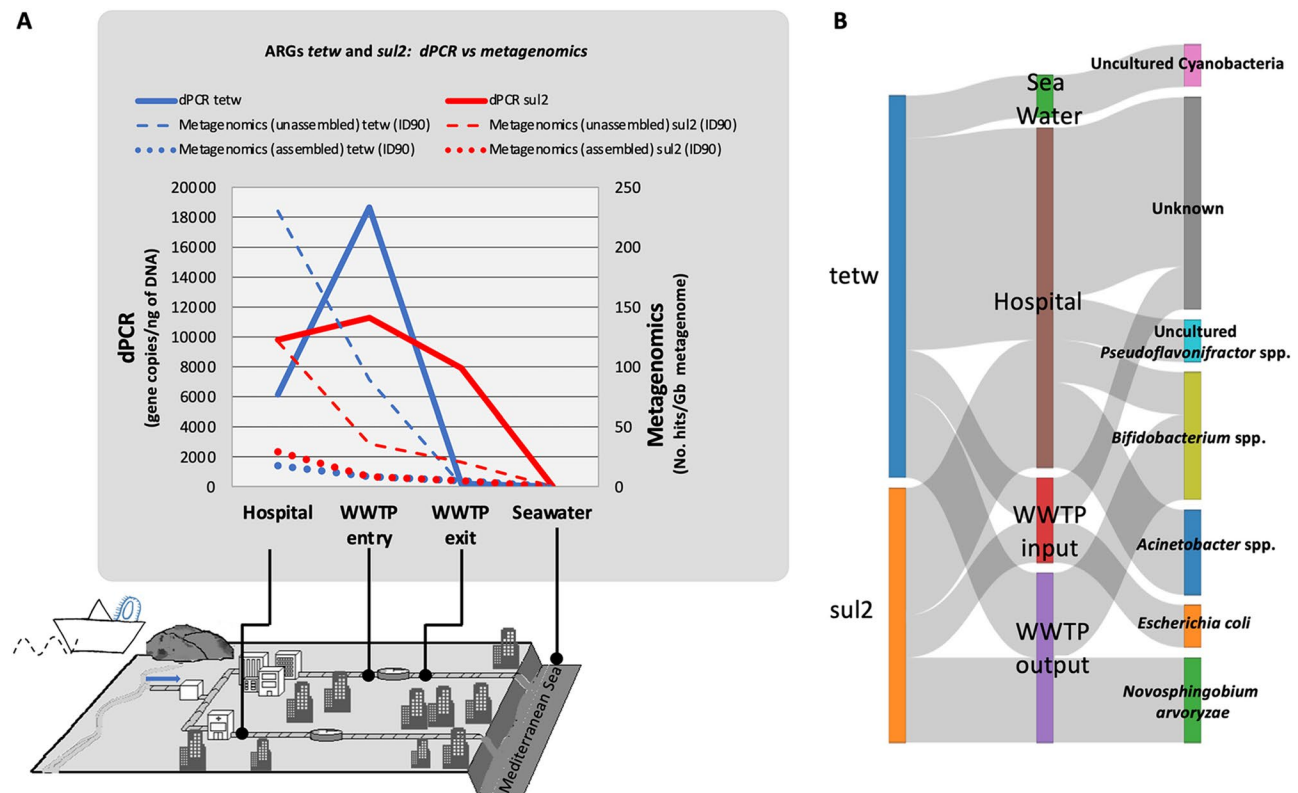 A
ARGs tetw and sul2: dPCR vs metagenomics
dPCR tetw
dPCR sul2
Metagenomics (unassembled) tetw (ID90)
Metagenomics (unassembled) sul2 (ID90)
Metagenomics (assembled) tetw (ID90)
Metagenomics (assembled) sul2 (ID90)
dPCR
(gene copies/ng of DNA)
20000
18000
16000
14000
12000
10000
8000
6000
4000
2000
0
250
200
150
100
50
0
Metagenomics
(No. hits/Gb metagenome)
Hospital
WWTP
entry
WWTP
exit
Seawater
Mediterranean Sea
B
tetw
sul2
Sea
Water
Hospital
WWTP
input
WWTP
output
Uncultured Cyanobacteria
Unknown
Uncultured
Pseudoflavonifractor spp.
Bifidobacterium spp.
Acinetobacter spp.
Escherichia coli
Novosphingobium
arvoryzae